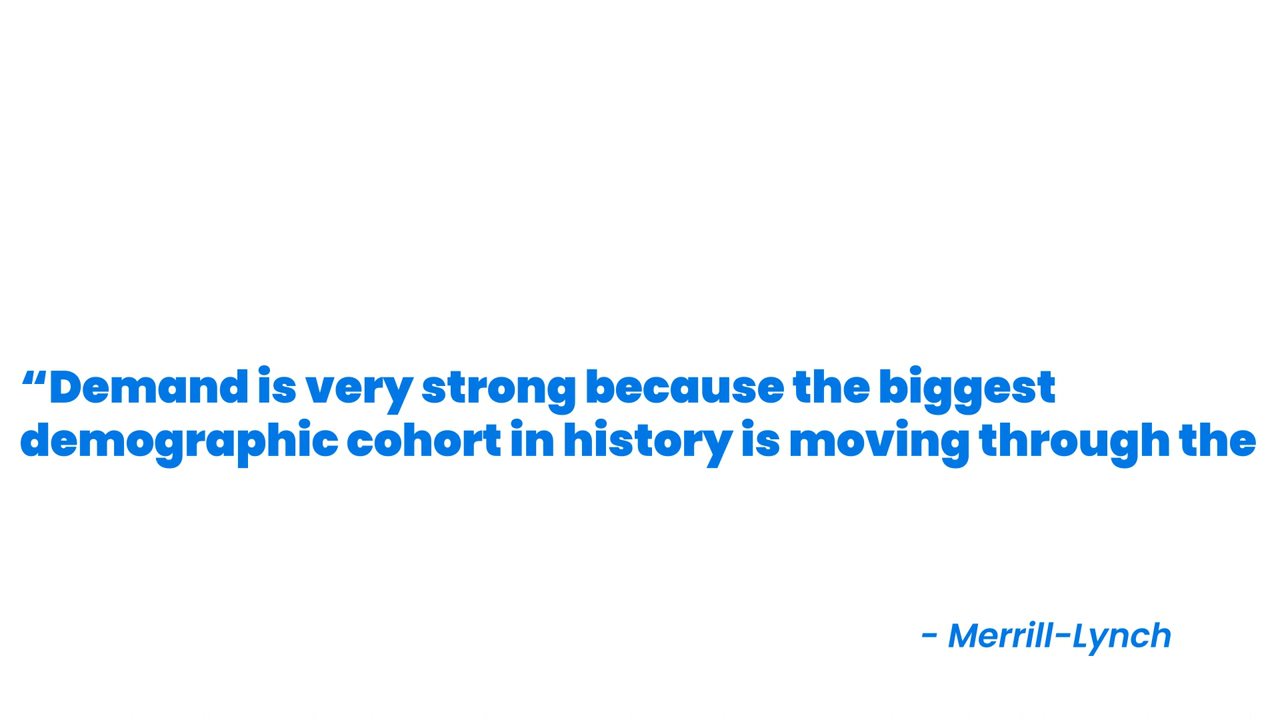 “Demand is very strong because the biggest
demographic cohort in history is moving through the
- Merrill-Lynch